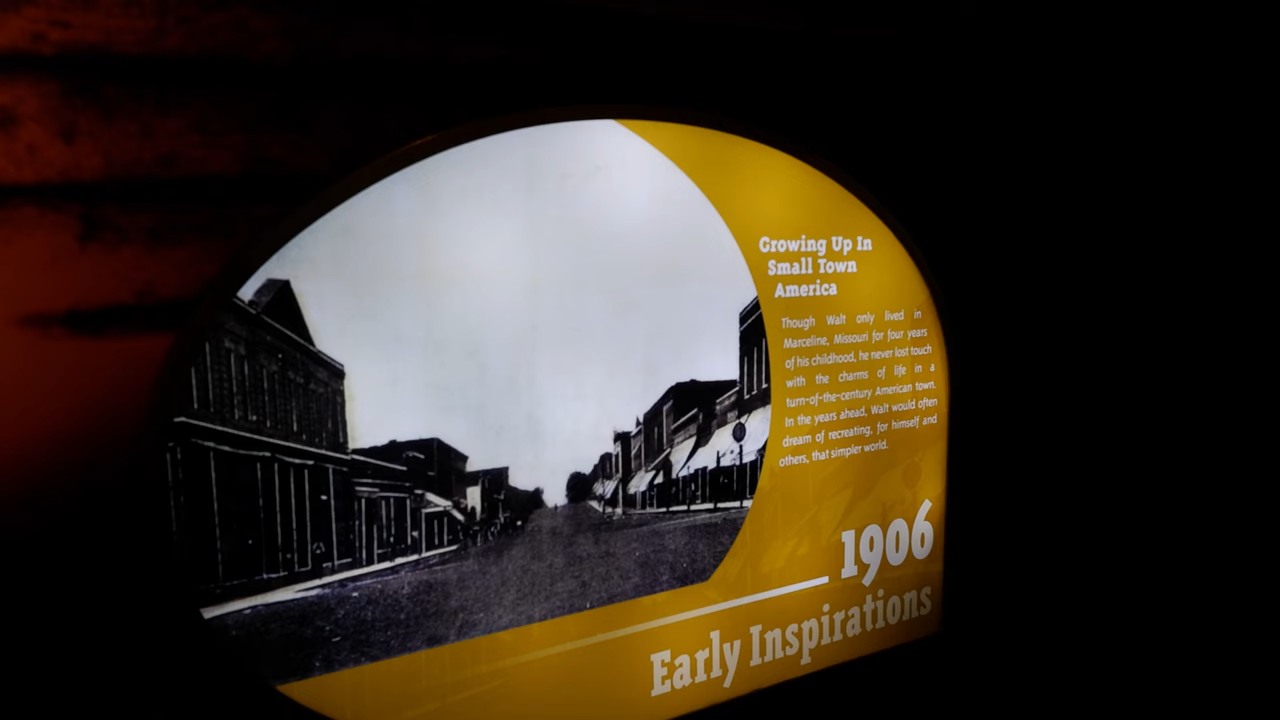 Growing Up In
Small Town
America
Though Walt only lived in
Marceline, Missouri for four years
of his childhood, he never lost touch
with the charms of life in a
turn-of-the-century American town.
In the years ahead, Walt would often
dream of recreating, for himself and
others, that simpler world.
1906
Early Inspirations